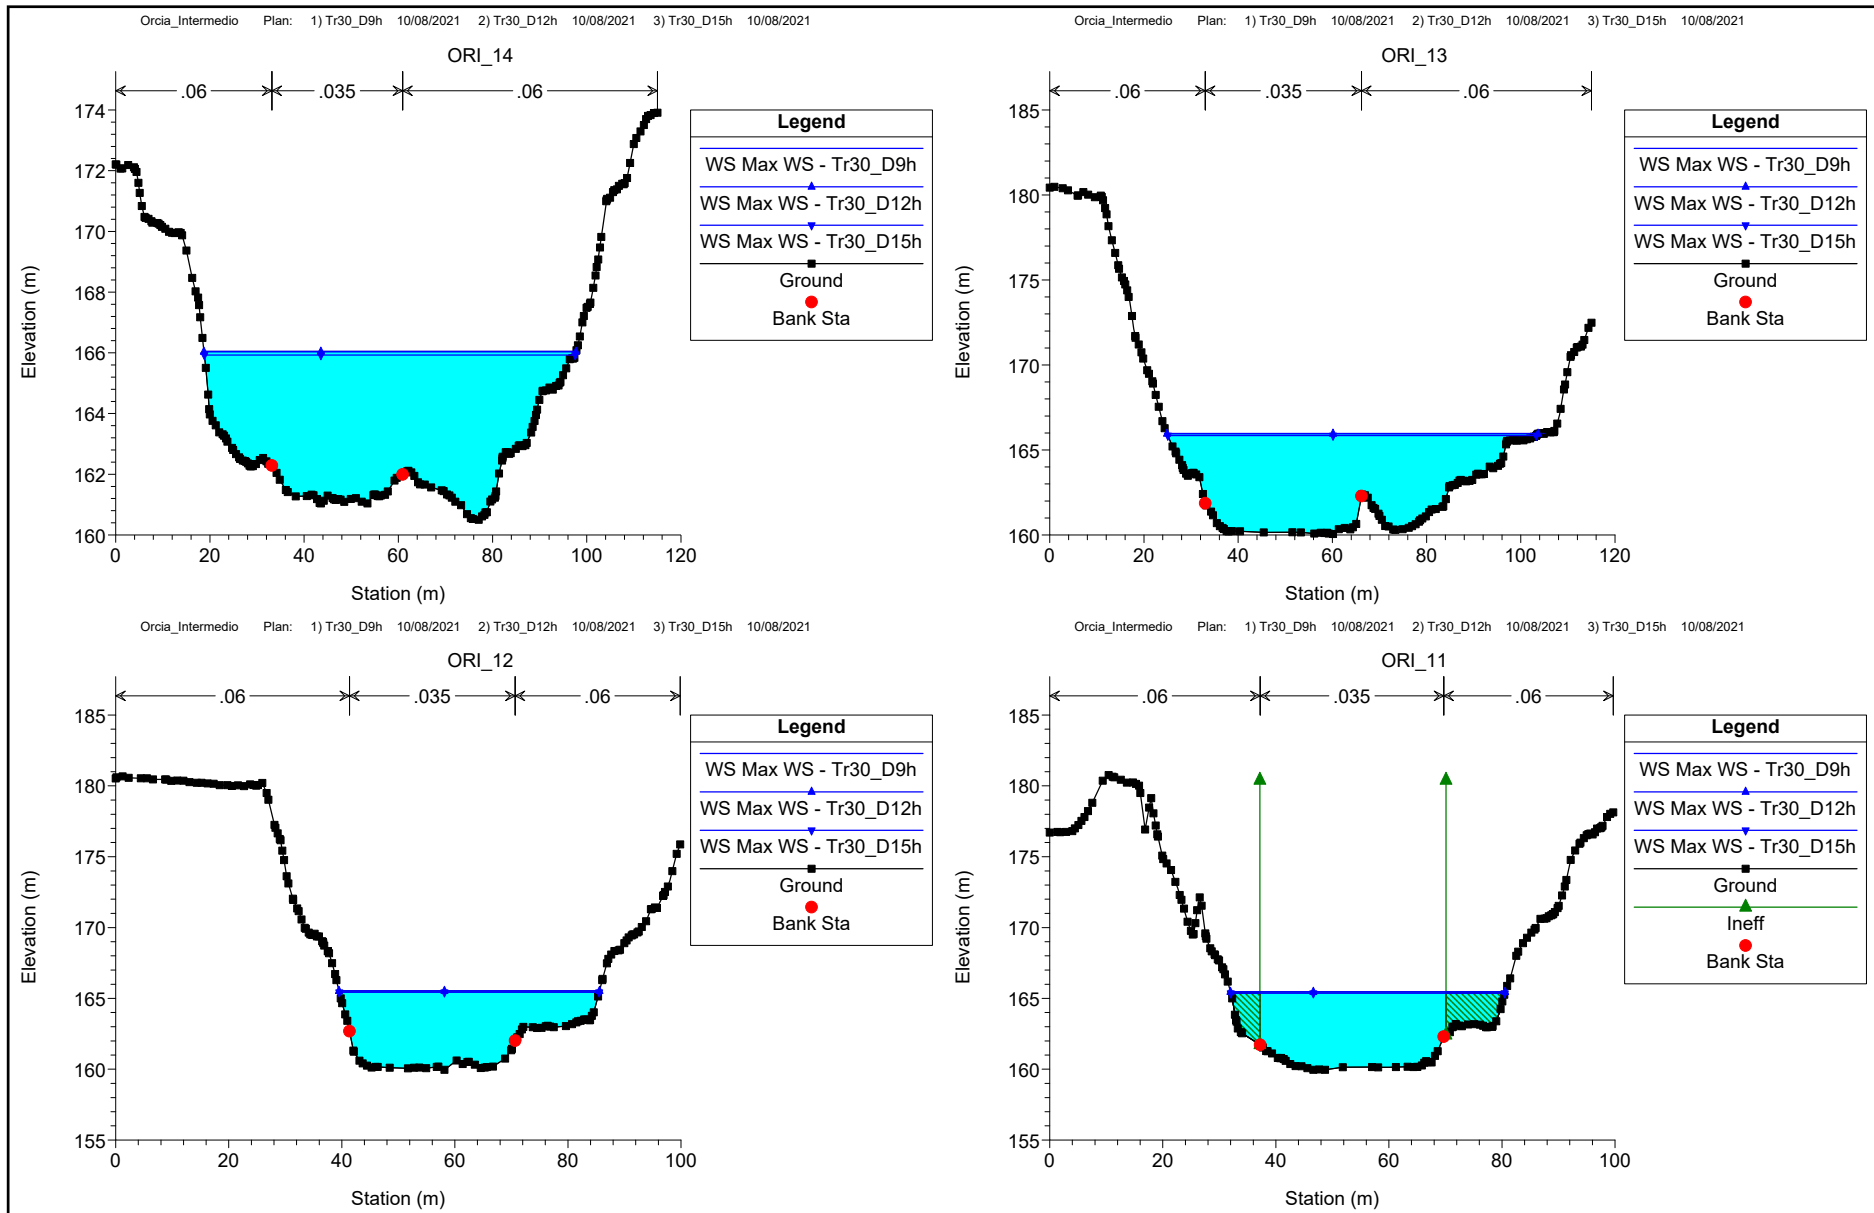 Orcia_Intermedio Plan: 1) Tr30_D9h 10/08/2021 2) Tr30_D12h 10/08/2021 3) Tr30_D15h 10/08/2021
ORI_14
.06 .035 .06
174
172
170
168
166
164
162
160
0 20 40 60 80 100 120
Elevation (m)
Station (m)
Legend
WS Max WS - Tr30_D9h
WS Max WS - Tr30_D12h
WS Max WS - Tr30_D15h
Ground
Bank Sta
Orcia_Intermedio Plan: 1) Tr30_D9h 10/08/2021 2) Tr30_D12h 10/08/2021 3) Tr30_D15h 10/08/2021
ORI_13
.06 .035 .06
185
180
175
170
165
160
0 20 40 60 80 100 120
Elevation (m)
Station (m)
Legend
WS Max WS - Tr30_D9h
WS Max WS - Tr30_D12h
WS Max WS - Tr30_D15h
Ground
Bank Sta
Orcia_Intermedio Plan: 1) Tr30_D9h 10/08/2021 2) Tr30_D12h 10/08/2021 3) Tr30_D15h 10/08/2021
ORI_12
.06 .035 .06
185
180
175
170
165
160
155
0 20 40 60 80 100
Elevation (m)
Station (m)
Legend
WS Max WS - Tr30_D9h
WS Max WS - Tr30_D12h
WS Max WS - Tr30_D15h
Ground
Bank Sta
Orcia_Intermedio Plan: 1) Tr30_D9h 10/08/2021 2) Tr30_D12h 10/08/2021 3) Tr30_D15h 10/08/2021
ORI_11
.06 .035 .06
185
180
175
170
165
160
155
0 20 40 60 80 100
Elevation (m)
Station (m)
Legend
WS Max WS - Tr30_D9h
WS Max WS - Tr30_D12h
WS Max WS - Tr30_D15h
Ground
Ineff
Bank Sta